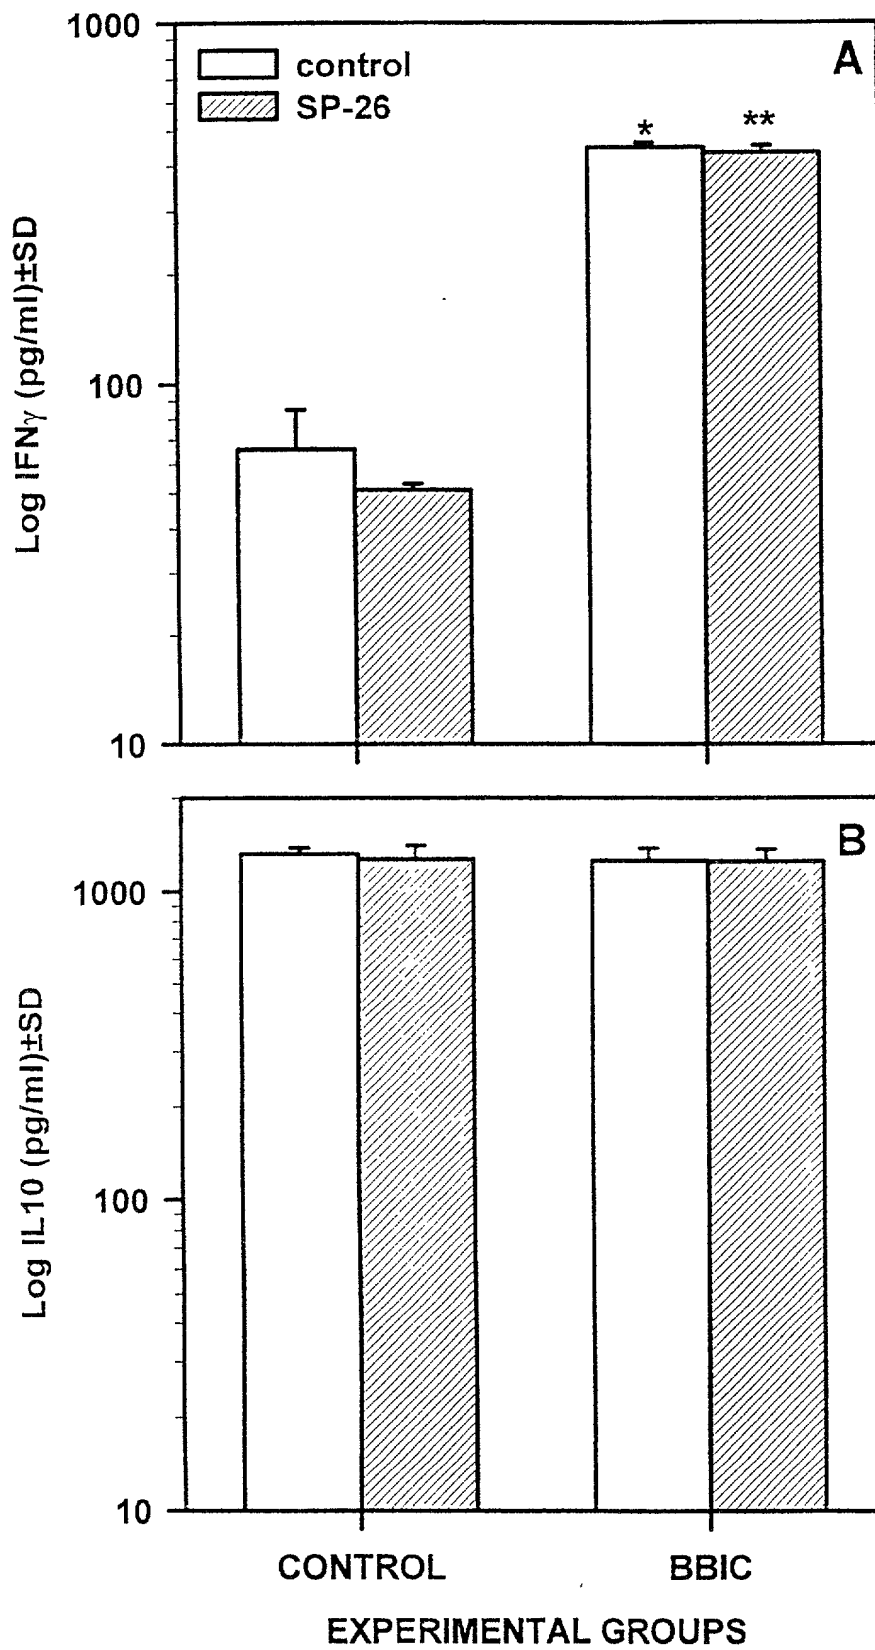 1000
A
control
SP-26
* **
Log IFNγ (pg/ml)±SD
100
10
B
1000
Log IL10 (pg/ml)±SD
100
10
CONTROL BBIC
EXPERIMENTAL GROUPS